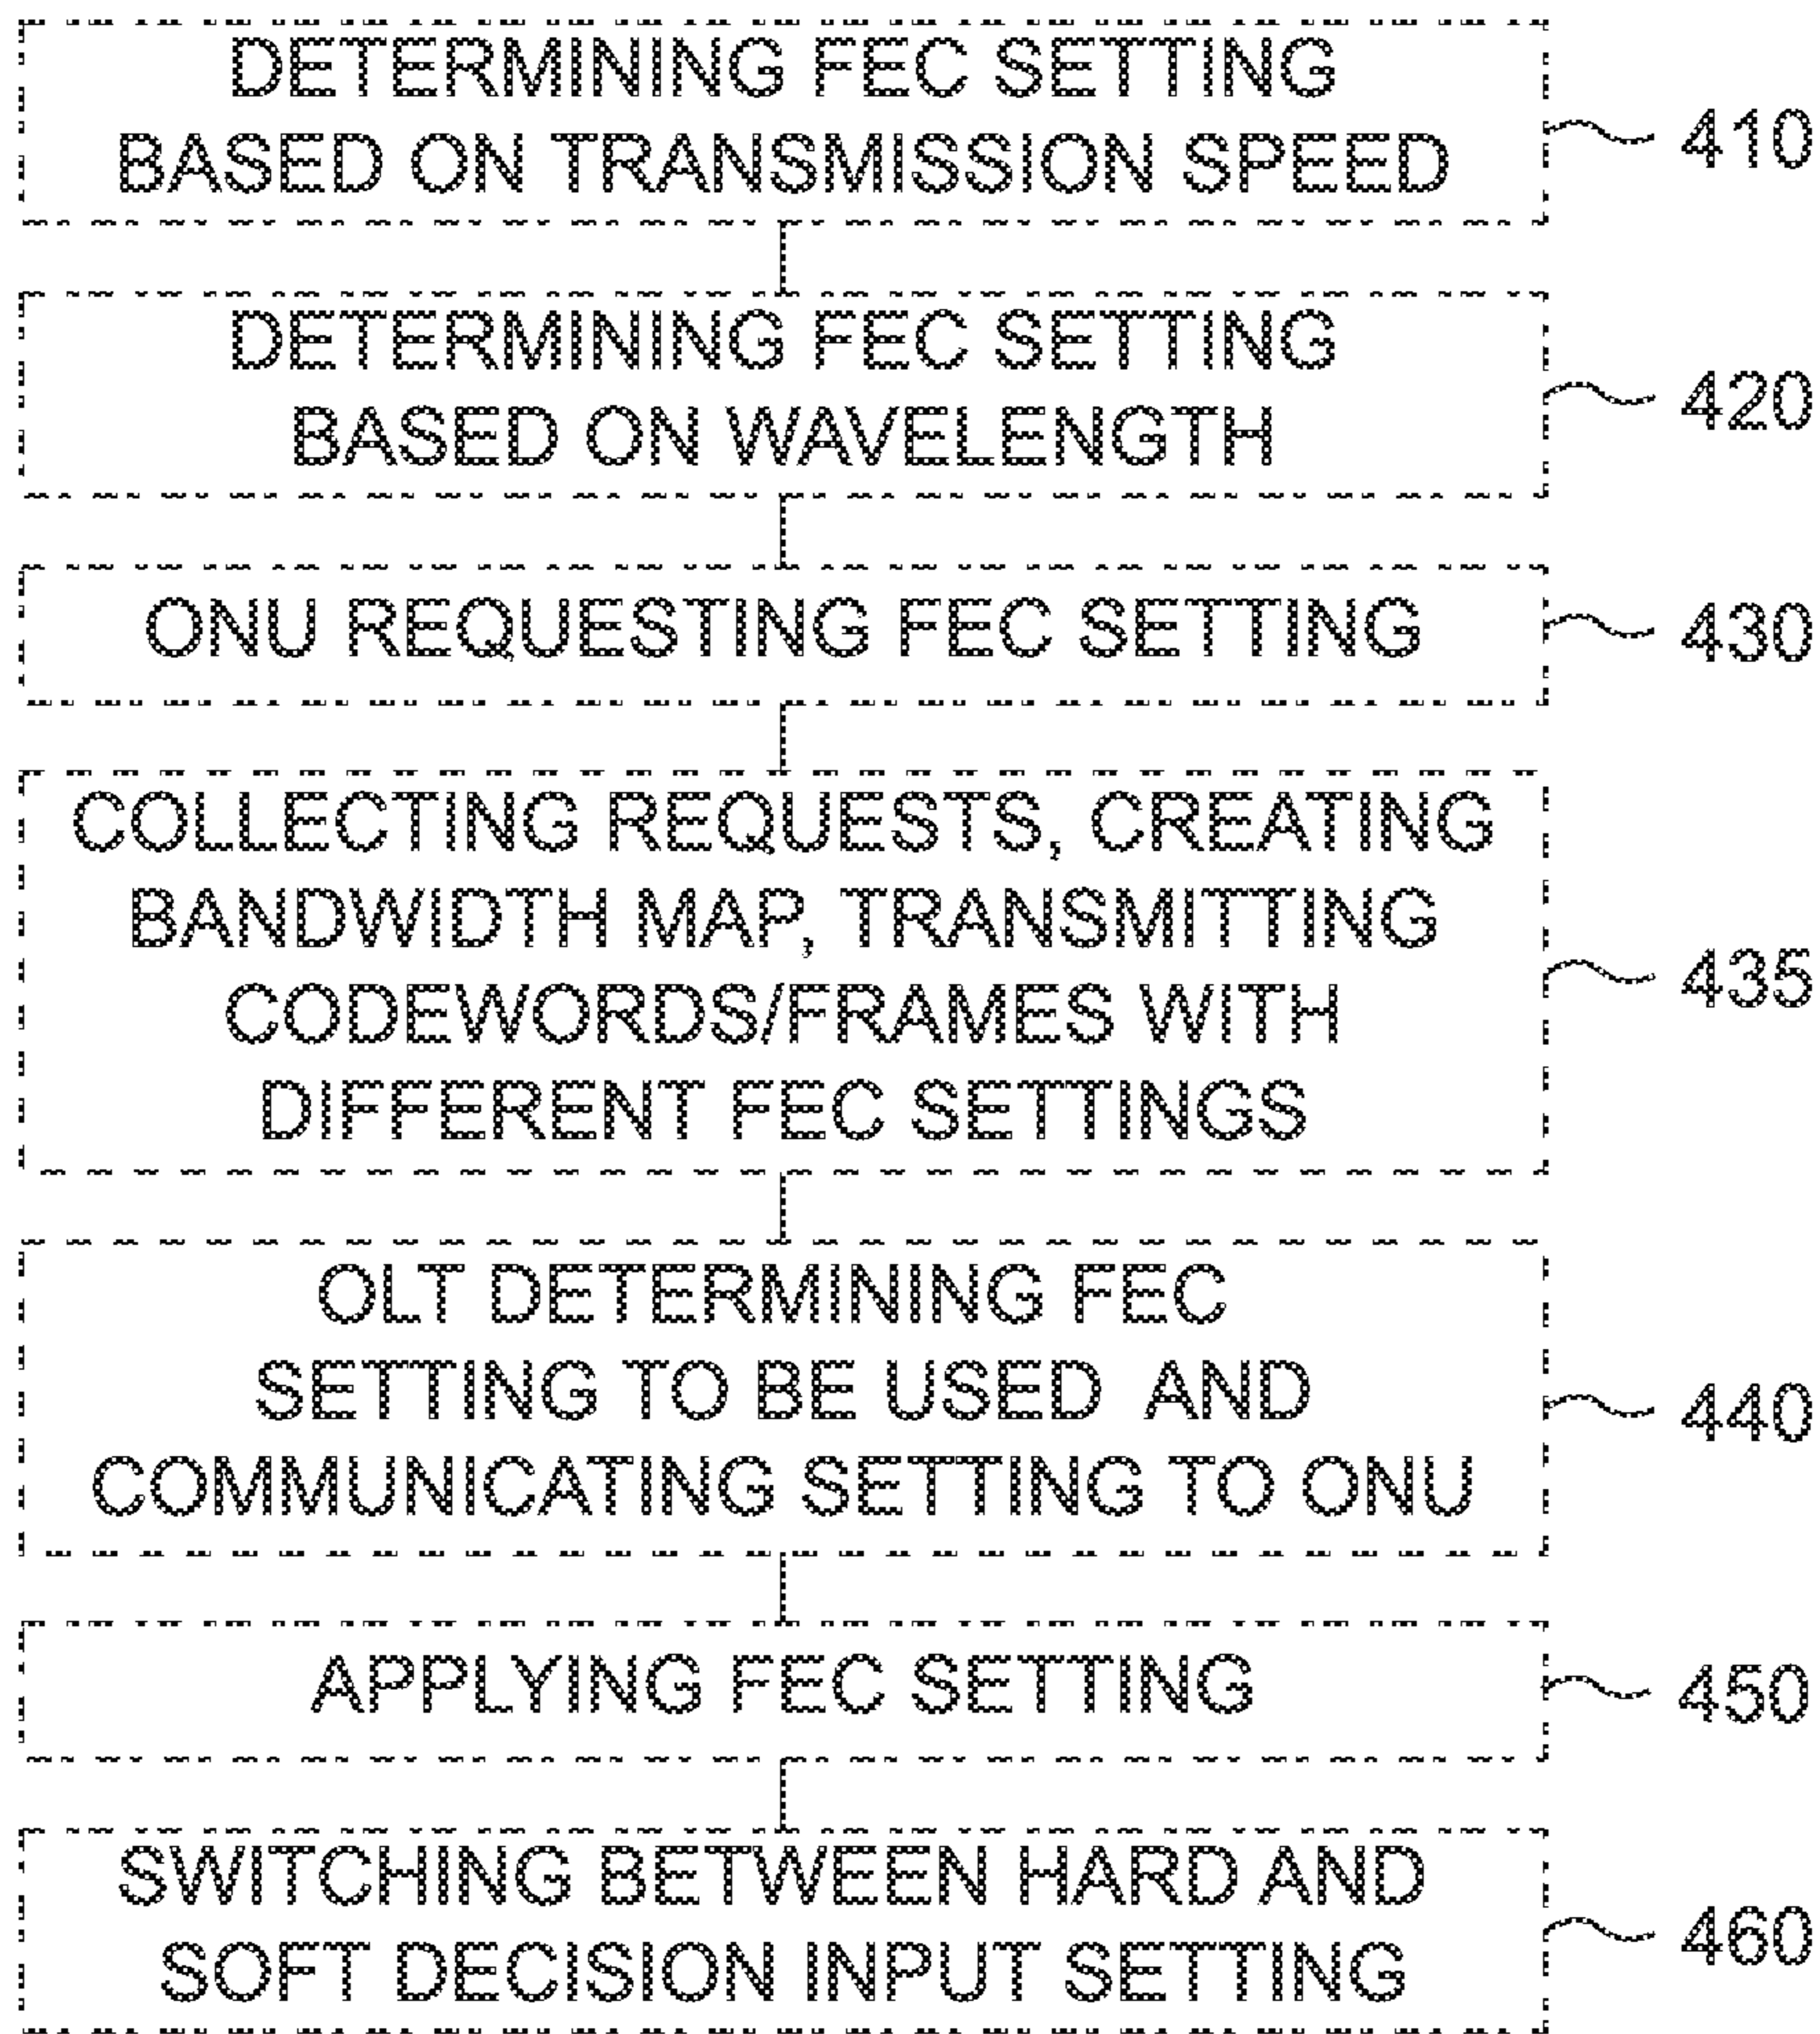 DETERMINING FEC SETTING
BASED ON TRANSMISSION SPEED
410
DETERMINING FEC SETTING
BASED ON WAVELENGTH
420
ONU REQUESTING FEC SETTING
430
COLLECTING REQUESTS, CREATING
BANDWIDTH MAP, TRANSMITTING
CODEWORDS/FRAMES WITH
DIFFERENT FEC SETTINGS
435
OLT DETERMINING FEC
SETTING TO BE USED AND
COMMUNICATING SETTING TO ONU
440
APPLYING FEC SETTING
450
SWITCHING BETWEEN HARD AND
SOFT DECISION INPUT SETTING
460